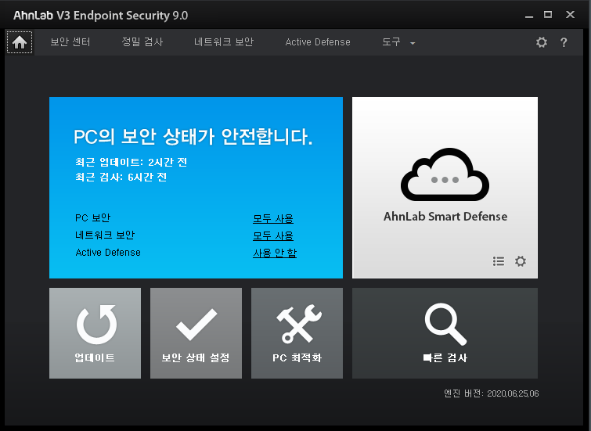 AhnLab V3 Endpoint Security 9.0
보안 센터 정밀 검사 네트워크 보안 Active Defense 도구
?
PC의 보안 상태가 안전합니다.
최근 업데이트: 2시간 전
최근 검사: 6시간 전
PC 보안 모두 사용
네트워크 보안 모두 사용
Active Defense 사용 안 함
AhnLab Smart Defense
업데이트
보안 상태 설정
PC 최적화
빠른 검사
엔진 버전: 2020.06.25.06